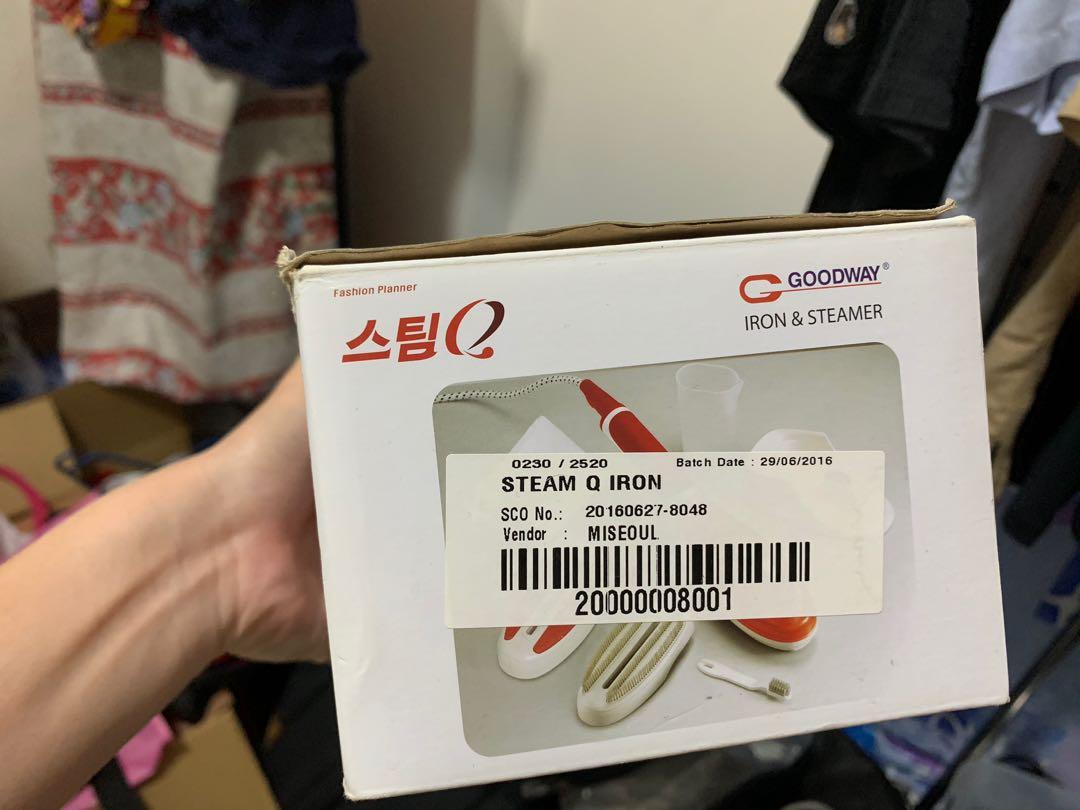 Fashion Planner
스팀Q
GOODWAY®
IRON & STEAMER
0230 / 2520 Batch Date : 29/06/2016
STEAM Q IRON
SCO No.: 20160627-8048
Vendor : MISEOUL
20000008001